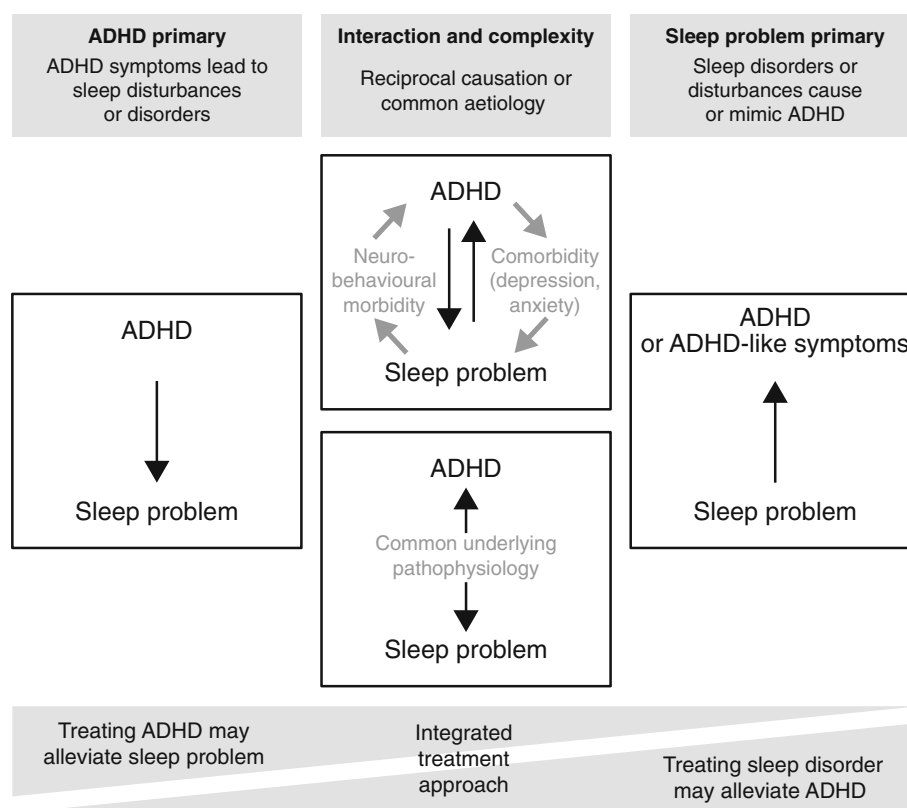 ADHD primary
ADHD symptoms lead to
sleep disturbances
or disorders
Interaction and complexity
Reciprocal causation or
common aetiology
Sleep problem primary
Sleep disorders or
disturbances cause
or mimic ADHD
ADHD
Sleep problem
ADHD
Neuro-
behavioural
morbidity
Comorbidity
(depression,
anxiety)
Sleep problem
ADHD
Common underlying
pathophysiology
Sleep problem
ADHD
or ADHD-like symptoms
Sleep problem
Treating ADHD may
alleviate sleep problem
Integrated
treatment
approach
Treating sleep disorder
may alleviate ADHD